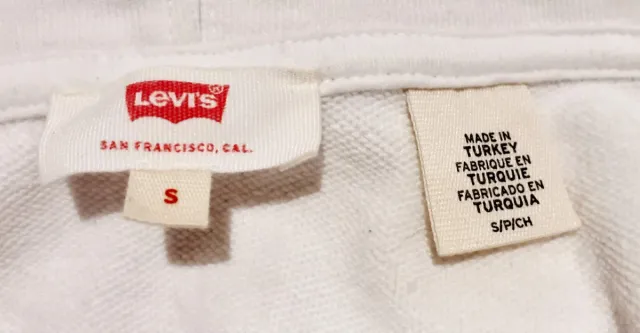 LEVI'S®
SAN FRANCISCO, CAL.
S
MADE IN
TURKEY
FABRIQUE EN
TURQUIE
FABRICADO EN
TURQUIA
S/P/CH